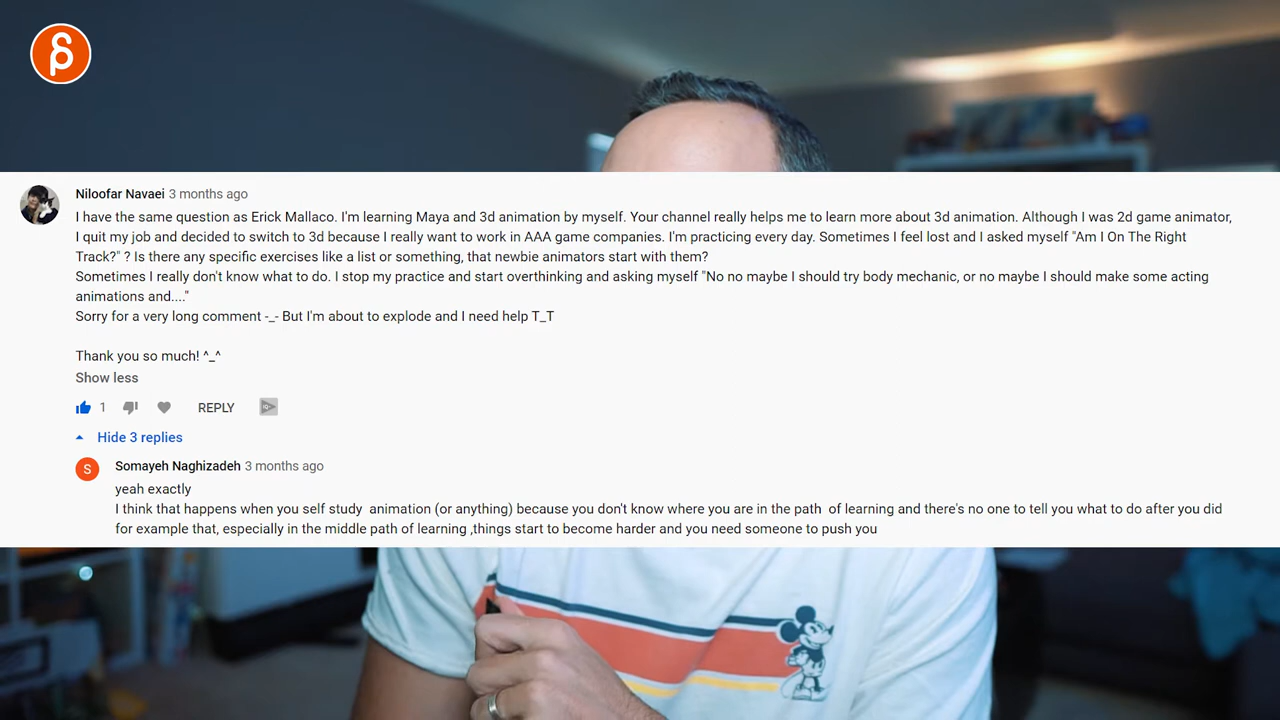 Niloofar Navaei 3 months ago
I have the same question as Erick Mallaco. I'm learning Maya and 3d animation by myself. Your channel really helps me to learn more about 3d animation. Although I was 2d game animator,
I quit my job and decided to switch to 3d because I really want to work in AAA game companies. I'm practicing every day. Sometimes I feel lost and I asked myself "Am I On The Right
Track?" ? Is there any specific exercises like a list or something, that newbie animators start with them?
Sometimes I really don't know what to do. I stop my practice and start overthinking and asking myself "No no maybe I should try body mechanic, or no maybe I should make some acting
animations and...."
Sorry for a very long comment -_- But I'm about to explode and I need help T_T
Thank you so much! ^_^
Show less
1 REPLY
Hide 3 replies
S
Somayeh Naghizadeh 3 months ago
yeah exactly
I think that happens when you self study  animation (or anything) because you don't know where you are in the path  of learning and there's no one to tell you what to do after you did
for example that, especially in the middle path of learning ,things start to become harder and you need someone to push you